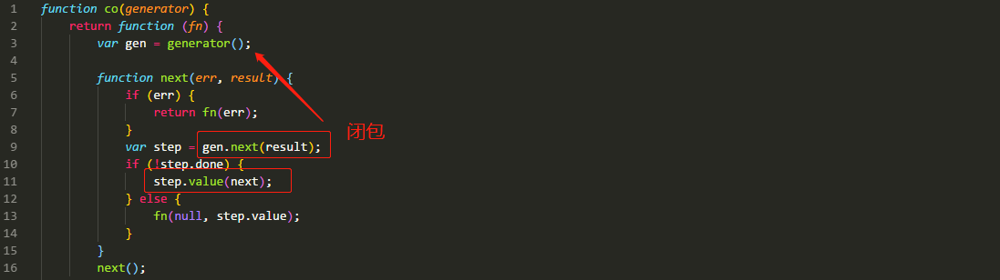 1 function co(generator) {
2 return function (fn) {
3 var gen = generator();
4
5 function next(err, result) {
6 if (err) {
7 return fn(err);
8 }
闭包
9 var step = gen.next(result);
10 if (!step.done) {
11 step.value(next);
12 } else {
13 fn(null, step.value);
14 }
15 }
16 next();